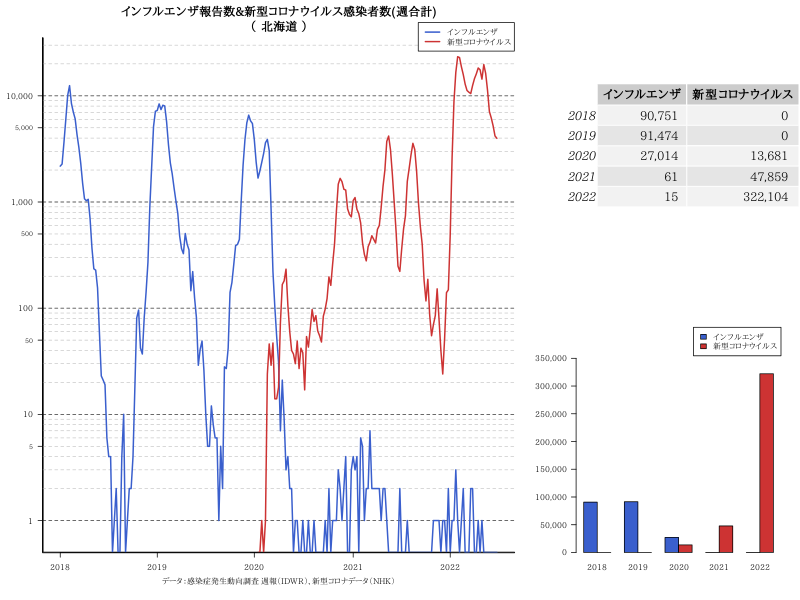 インフルエンザ報告数&新型コロナウイルス感染者数(週合計)
( 北海道 )
インフルエンザ
新型コロナウイルス
10,000
5,000
1,000
500
100
50
10
5
1
2018 2019 2020 2021 2022
データ:感染症発生動向調査 週報(IDWR)、新型コロナデータ(NHK)
インフルエンザ 新型コロナウイルス
2018 90,751 0
2019 91,474 0
2020 27,014 13,681
2021 61 47,859
2022 15 322,104
インフルエンザ
新型コロナウイルス
350,000
300,000
250,000
200,000
150,000
100,000
50,000
0
2018 2019 2020 2021 2022